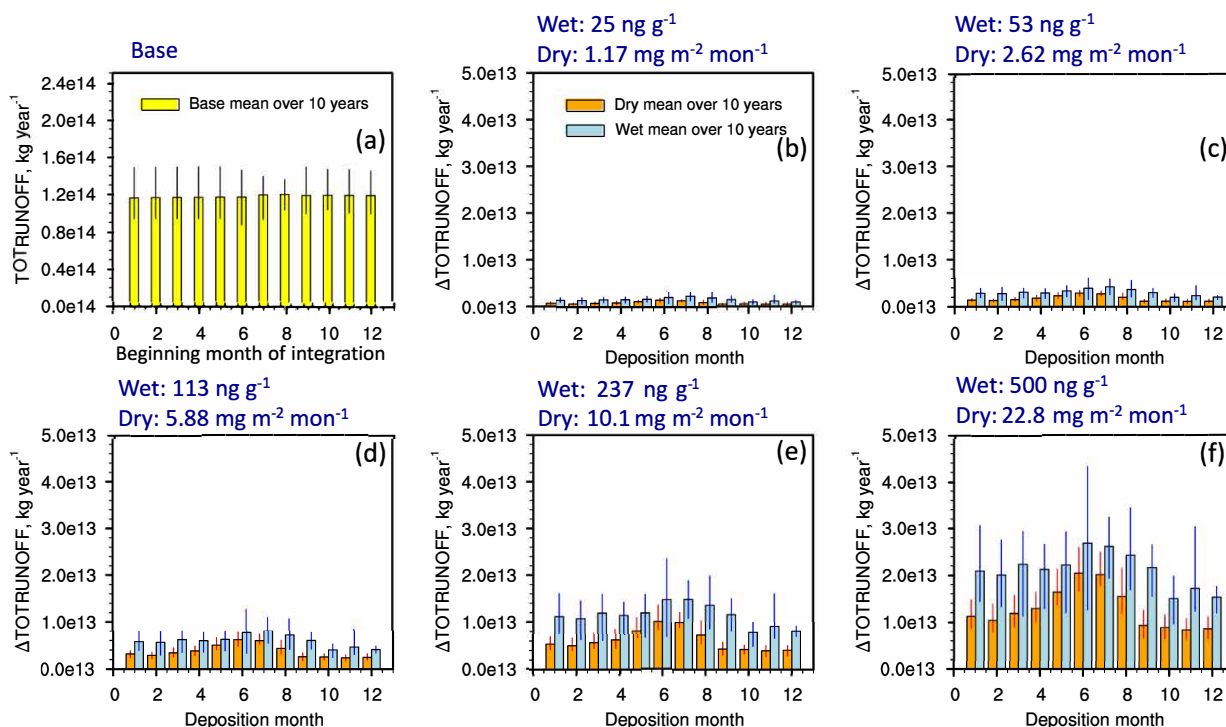 Base
TOTRUNOFF, kg year-1
2.4e14
2.0e14
1.6e14
1.2e14
0.8e14
0.4e14
0.0e14
Base mean over 10 years
(a)
0 2 4 6 8 10 12
Beginning month of integration
Wet: 25 ng g-1
Dry: 1.17 mg m-2 mon-1
ΔTOTRUNOFF, kg year-1
5.0e13
4.0e13
3.0e13
2.0e13
1.0e13
0.0e13
Dry mean over 10 years
Wet mean over 10 years
(b)
0 2 4 6 8 10 12
Deposition month
Wet: 53 ng g-1
Dry: 2.62 mg m-2 mon-1
ΔTOTRUNOFF, kg year-1
5.0e13
4.0e13
3.0e13
2.0e13
1.0e13
0.0e13
(c)
0 2 4 6 8 10 12
Deposition month
Wet: 113 ng g-1
Dry: 5.88 mg m-2 mon-1
ΔTOTRUNOFF, kg year-1
5.0e13
4.0e13
3.0e13
2.0e13
1.0e13
0.0e13
(d)
0 2 4 6 8 10 12
Deposition month
Wet: 237 ng g-1
Dry: 10.1 mg m-2 mon-1
ΔTOTRUNOFF, kg year-1
5.0e13
4.0e13
3.0e13
2.0e13
1.0e13
0.0e13
(e)
0 2 4 6 8 10 12
Deposition month
Wet: 500 ng g-1
Dry: 22.8 mg m-2 mon-1
ΔTOTRUNOFF, kg year-1
5.0e13
4.0e13
3.0e13
2.0e13
1.0e13
0.0e13
(f)
0 2 4 6 8 10 12
Deposition month